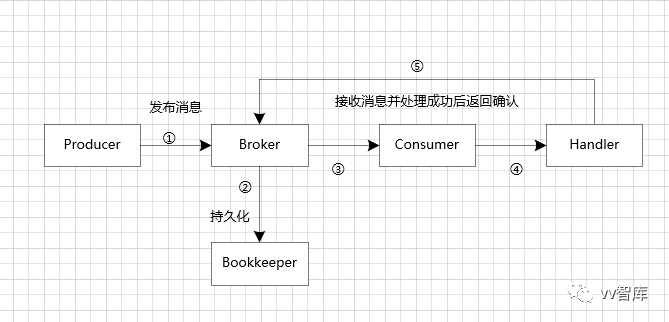 ⑤
发布消息
接收消息并处理成功后返回确认
Producer
①
Broker
③
Consumer
④
Handler
②
持久化
Bookkeeper
vv智库